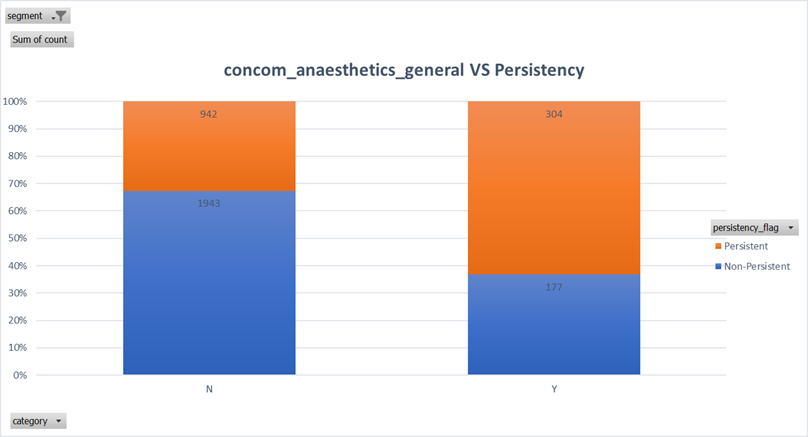 segment
Sum of count
concom_anaesthetics_general VS Persistency
100%
90%
80%
70%
60%
50%
40%
30%
20%
10%
0%
942
304
1943
177
N
Y
persistency_flag
Persistent
Non-Persistent
category